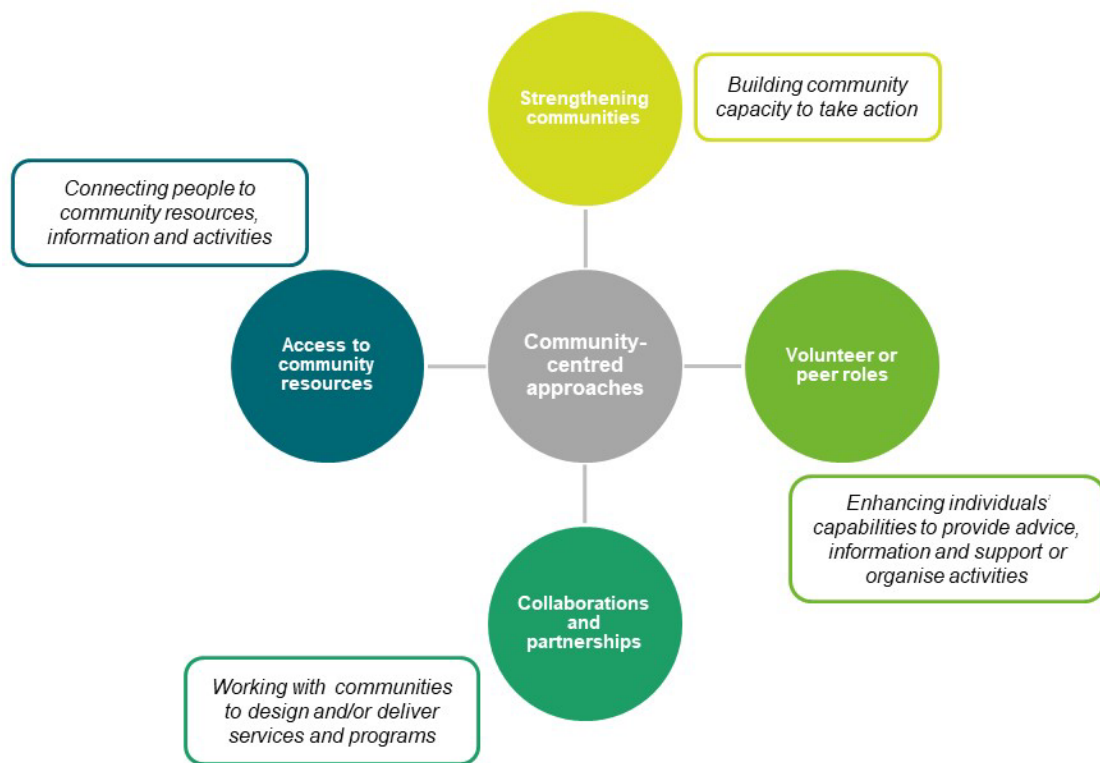 Strengthening
communities
Building community
capacity to take action
Connecting people to
community resources,
information and activities
Access to
community
resources
Community-
centred
approaches
Volunteer or
peer roles
Enhancing individuals'
capabilities to provide advice,
information and support or
organise activities
Collaborations
and
partnerships
Working with communities
to design and/or deliver
services and programs